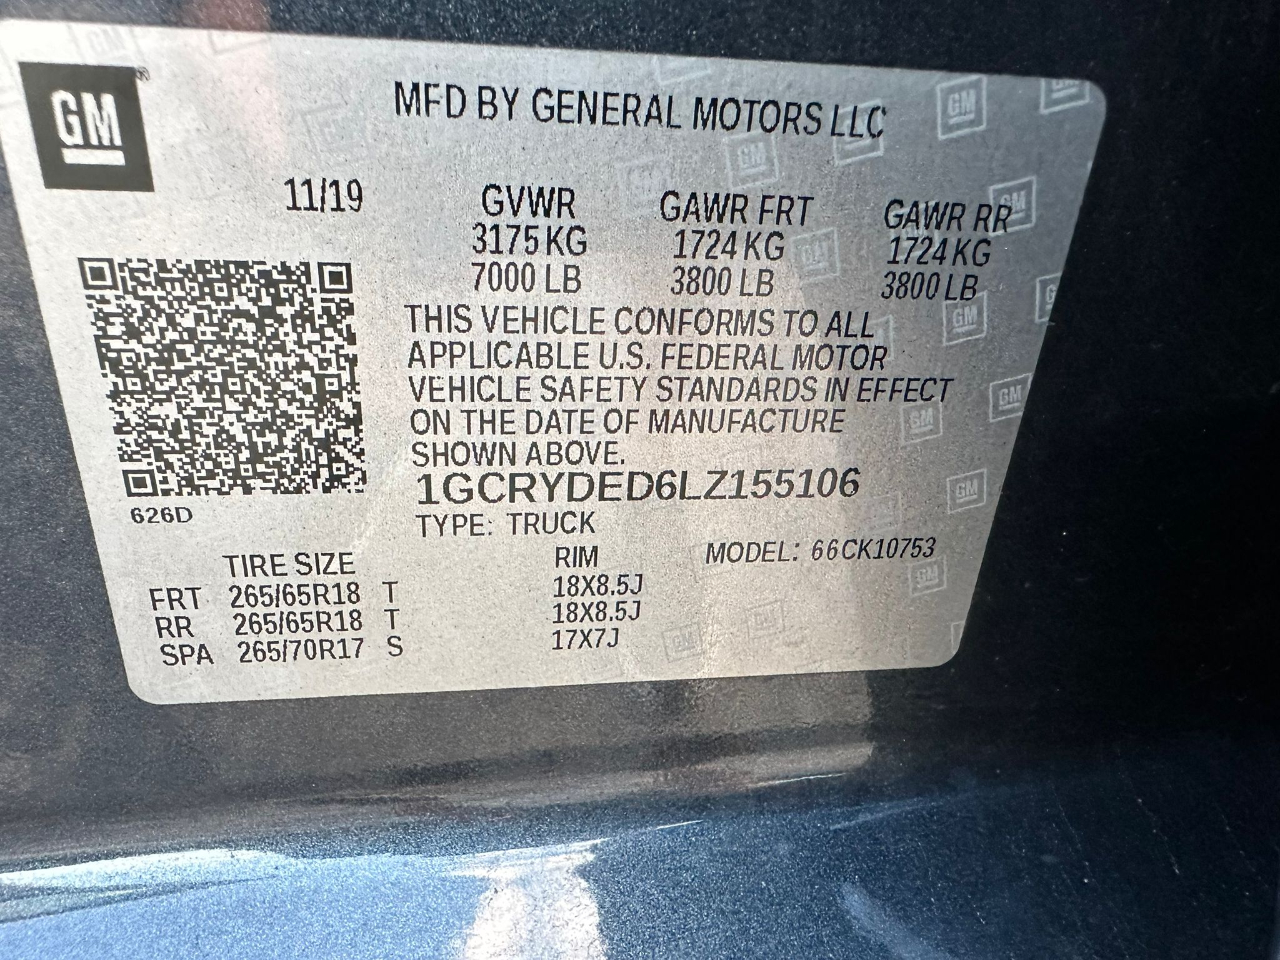 GM®
MFD BY GENERAL MOTORS LLC
11/19 GVWR GAWR FRT GAWR RR
3175 KG 1724 KG 1724 KG
7000 LB 3800 LB 3800 LB
THIS VEHICLE CONFORMS TO ALL
APPLICABLE U.S. FEDERAL MOTOR
VEHICLE SAFETY STANDARDS IN EFFECT
ON THE DATE OF MANUFACTURE
SHOWN ABOVE.
1GCRYDED6LZ155106
626D
TYPE: TRUCK
MODEL: 66CK10753
TIRE SIZE RIM
FRT 265/65R18 T 18X8.5J
RR 265/65R18 T 18X8.5J
SPA 265/70R17 S 17X7J